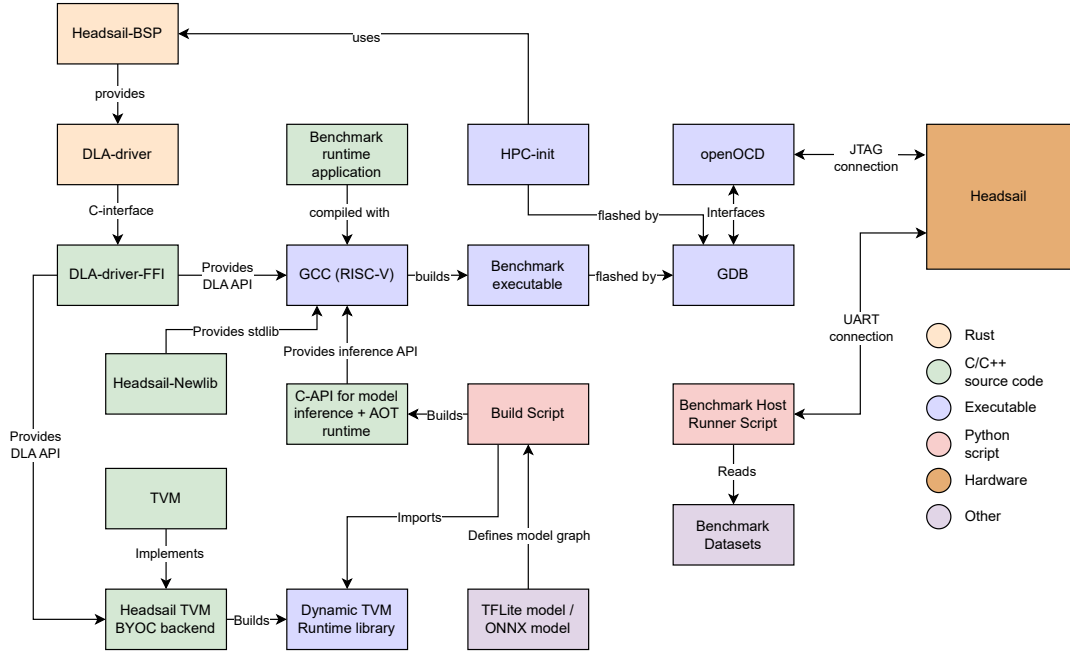 Headsail-BSP
uses
provides
DLA-driver
Benchmark
runtime
application
HPC-init
openOCD
JTAG
connection
Headsail
C-interface
compiled with
flashed by
Interfaces
DLA-driver-FFI
Provides
DLA API
GCC (RISC-V)
builds
Benchmark
executable
flashed by
GDB
Provides stdlib
UART
connection
Provides inference API
Headsail-Newlib
C-API for model
inference + AOT
runtime
Builds
Build Script
Benchmark Host
Runner Script
Rust
C/C++
source code
Executable
Python
script
Hardware
Other
Provides
DLA API
Reads
TVM
Imports
Defines model graph
Benchmark
Datasets
Implements
Headsail TVM
BYOC backend
Builds
Dynamic TVM
Runtime library
TFLite model /
ONNX model